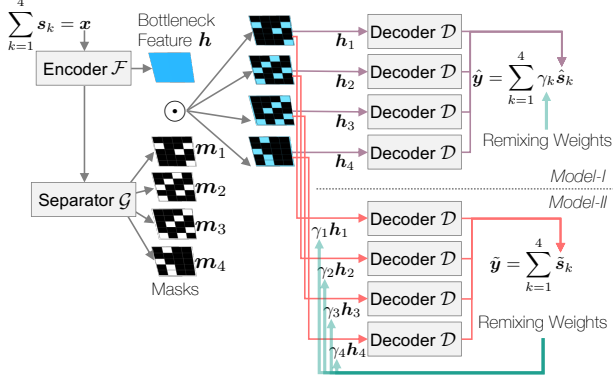 ∑_{k=1}^{4} s_k = x
Encoder F
Bottleneck
Feature h
⊙
Separator G
m_1
m_2
m_3
m_4
Masks
h_1
h_2
h_3
h_4
Decoder D
Decoder D
Decoder D
Decoder D
ŷ = ∑_{k=1}^{4} γ_k ŝ_k
Remixing Weights
Model-I
Model-II
γ_1 h_1
γ_2 h_2
γ_3 h_3
γ_4 h_4
Decoder D
Decoder D
Decoder D
Decoder D
ỹ = ∑_{k=1}^{4} s̃_k
Remixing Weights